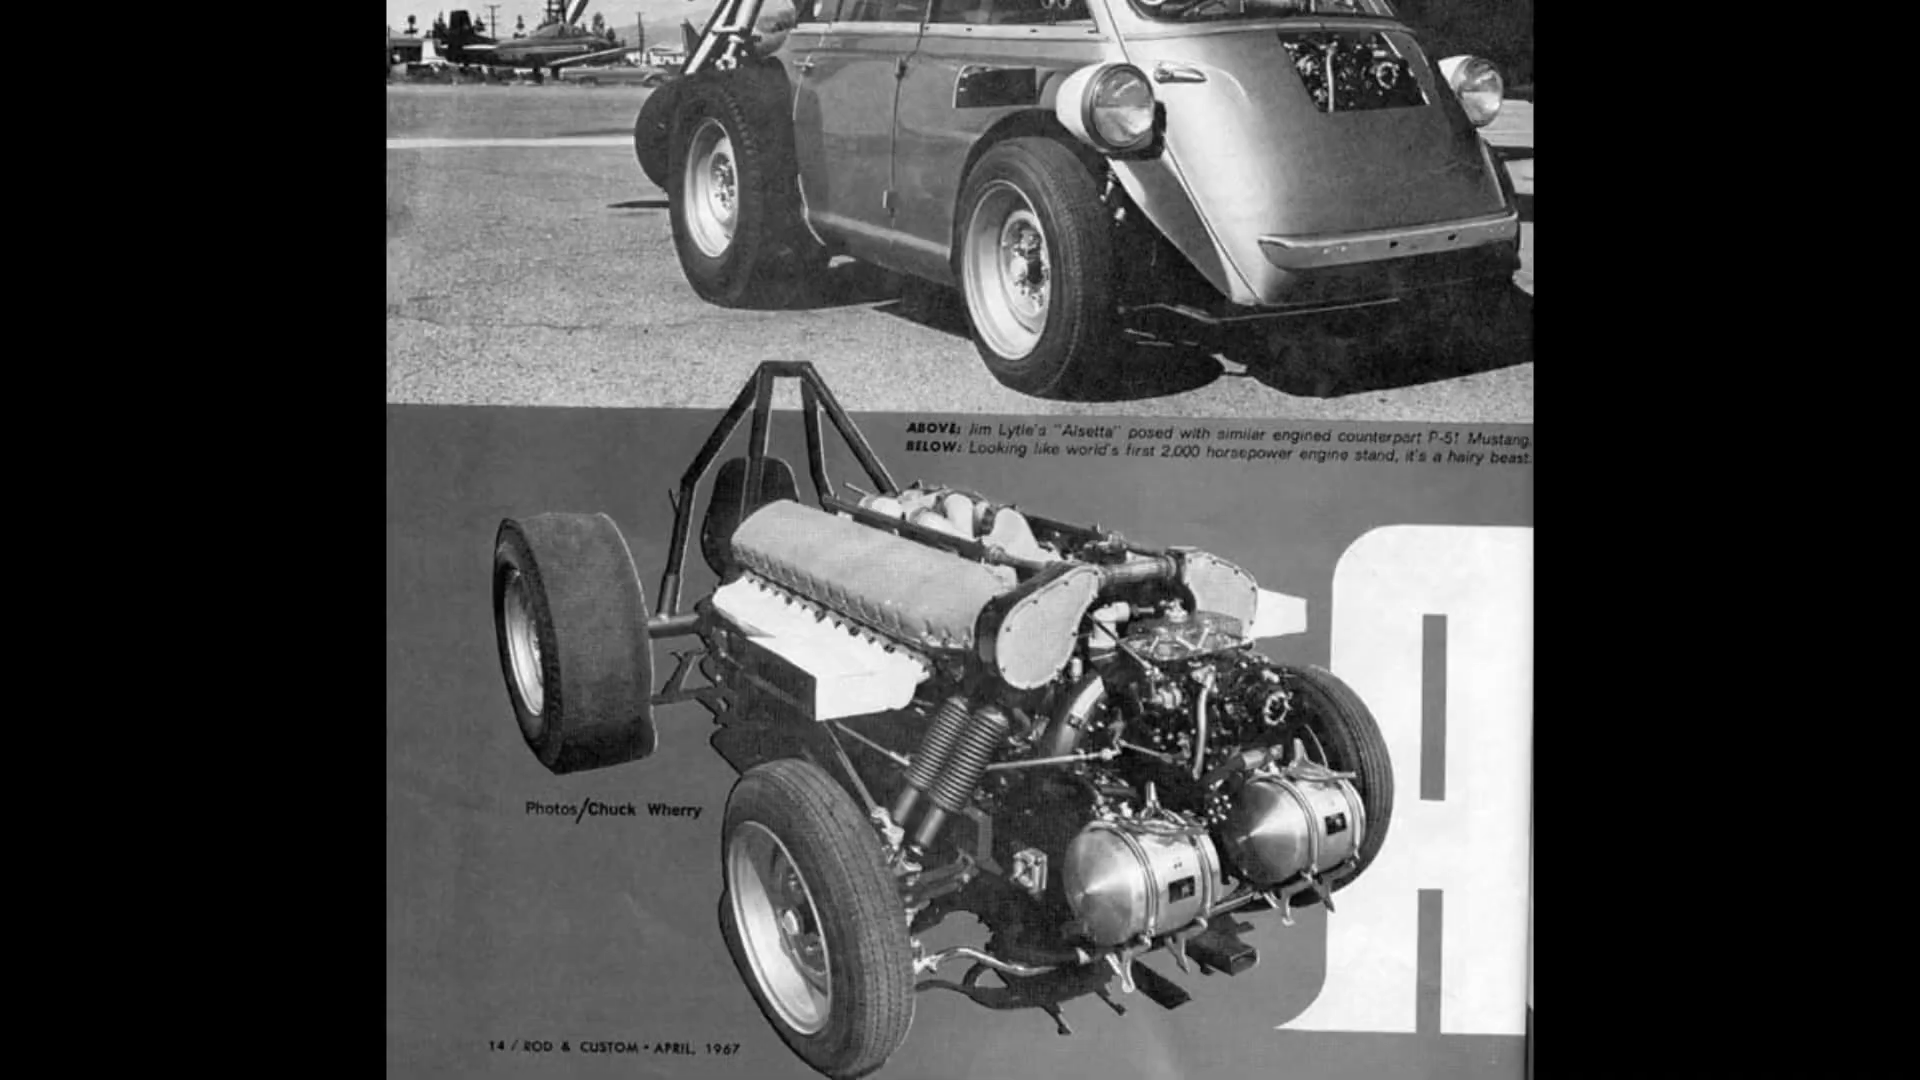 ABOVE: Jim Lytle's "Alsetta" posed with similar engined counterpart P-51 Mustang.
BELOW: Looking like world's first 2,000 horsepower engine stand, it's a hairy beast.
Photos/Chuck Wherry
14 / ROD & CUSTOM • APRIL, 1967